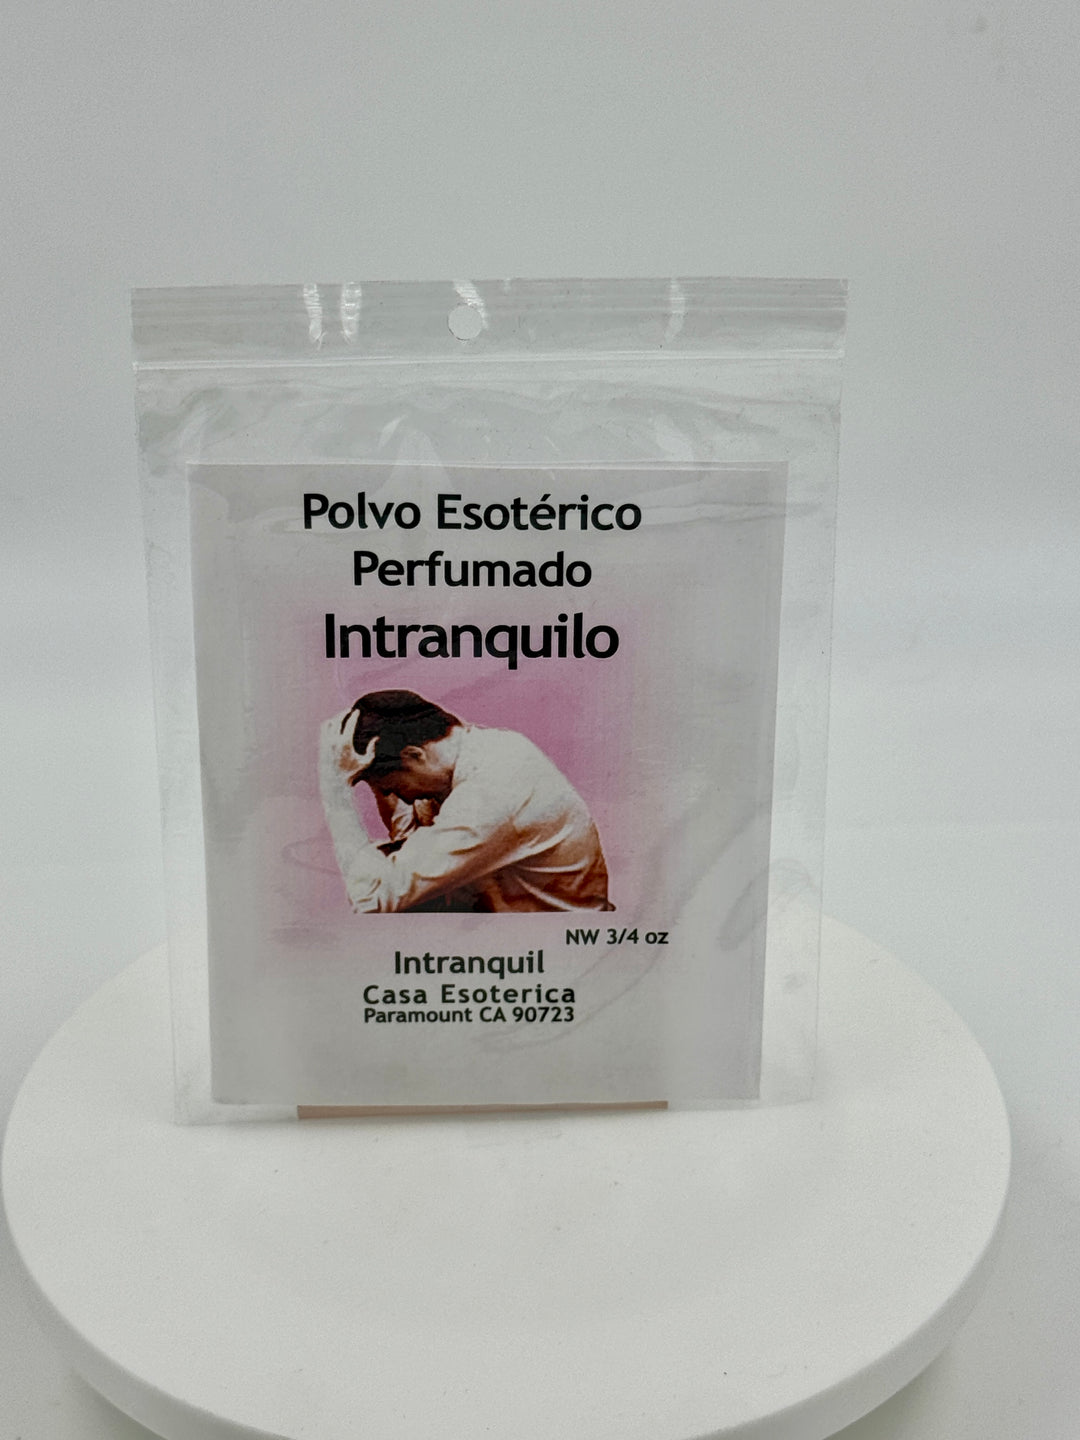 Polvo Esotérico
Perfumado
Intranquilo
NW 3/4 oz
Intranquil
Casa Esoterica
Paramount CA 90723